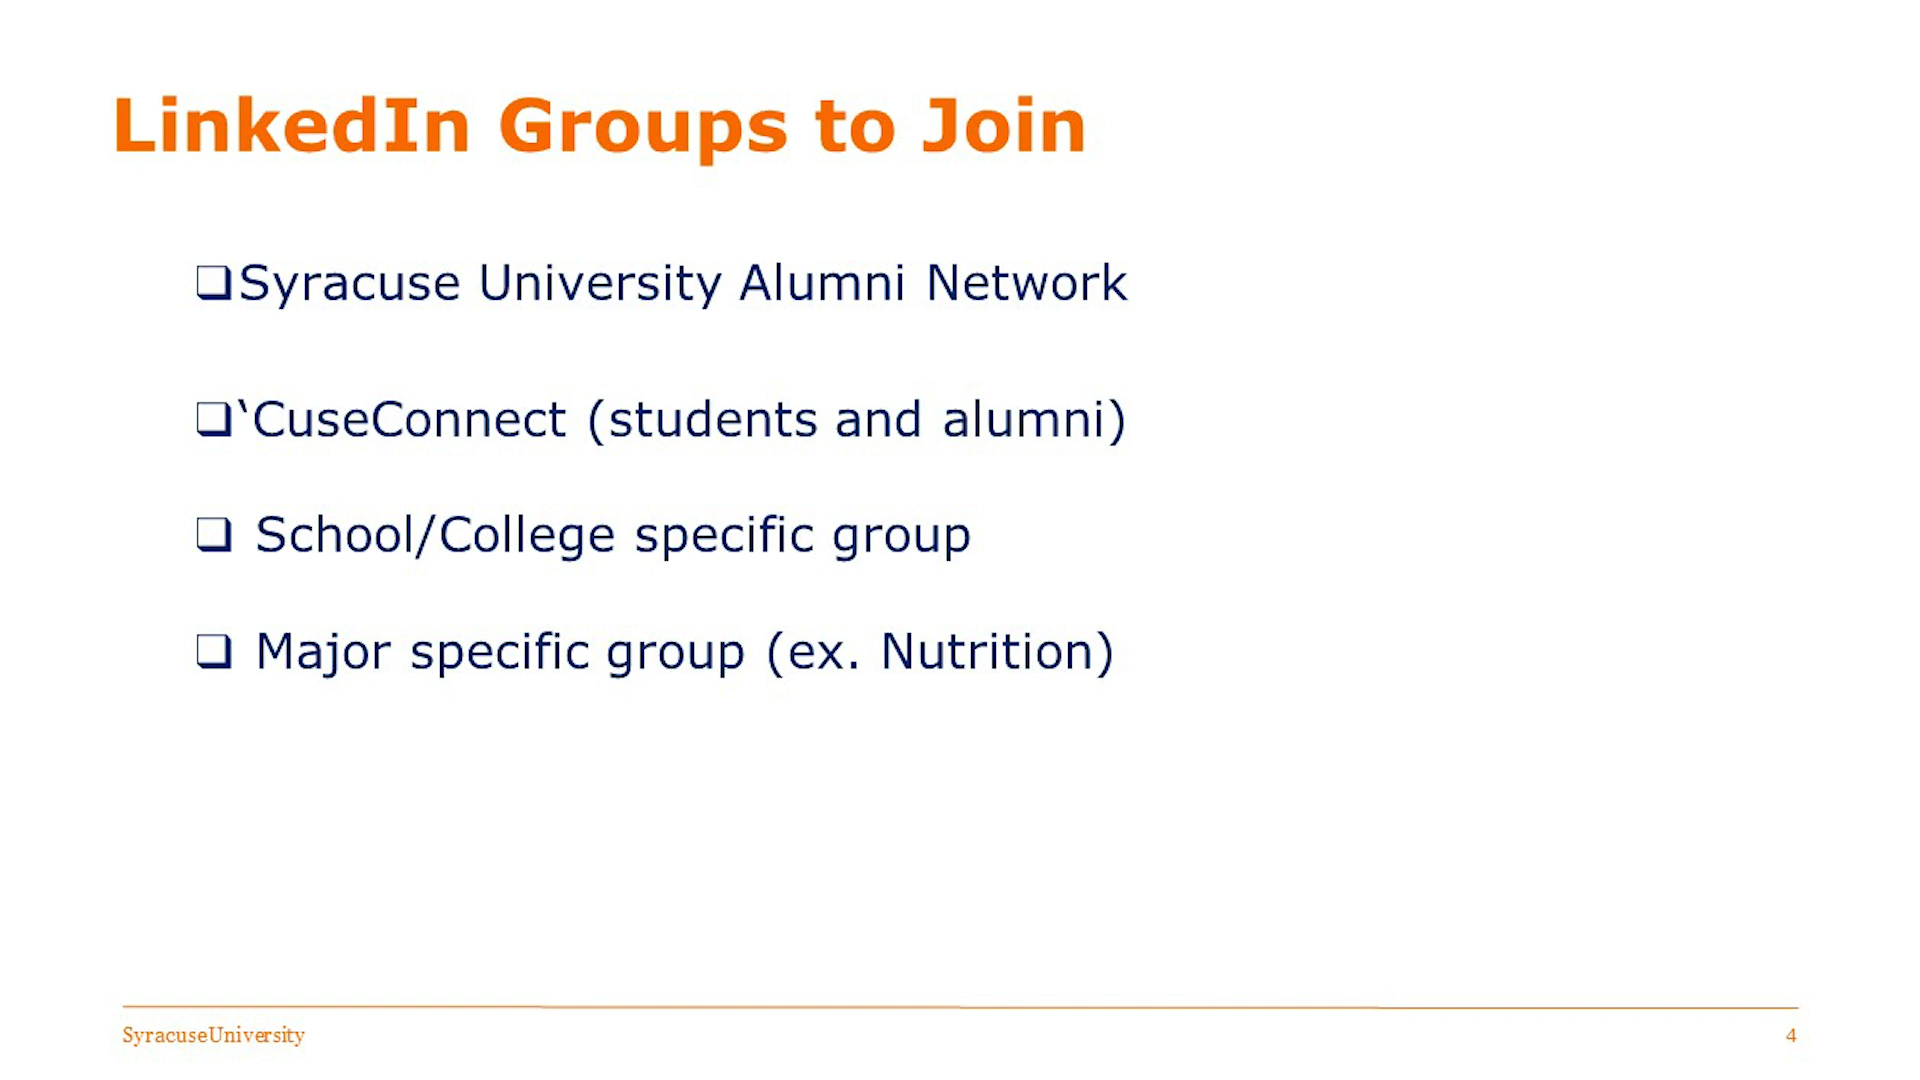 LinkedIn Groups to Join
❑Syracuse University Alumni Network
❑‘CuseConnect (students and alumni)
❑ School/College specific group
❑ Major specific group (ex. Nutrition)
SyracuseUniversity
4